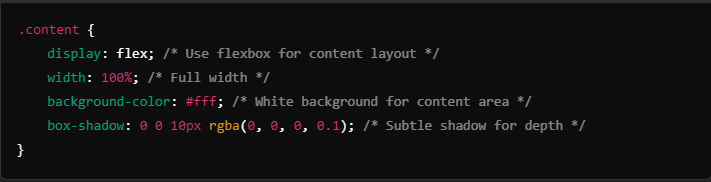 .content {
    display: flex; /* Use flexbox for content layout */
    width: 100%; /* Full width */
    background-color: #fff; /* White background for content area */
    box-shadow: 0 0 10px rgba(0, 0, 0, 0.1); /* Subtle shadow for depth */
}